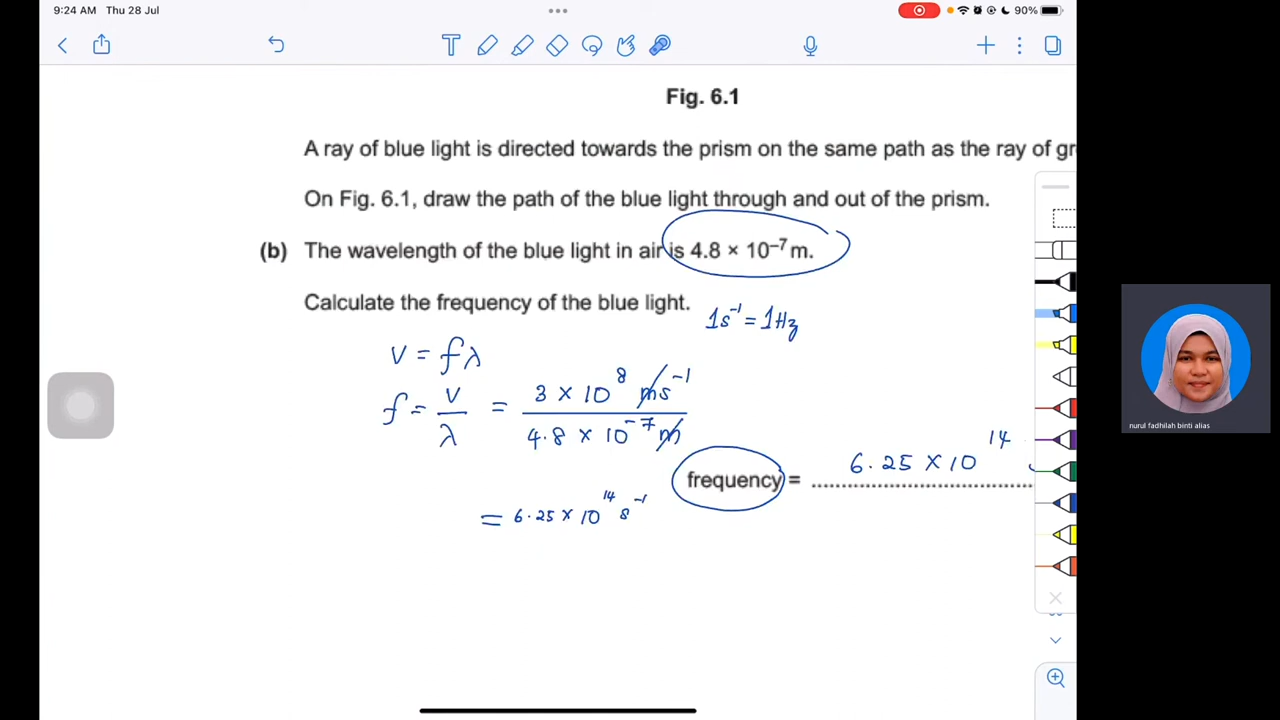 9:24 AM Thu 28 Jul
90%
T
Fig. 6.1
A ray of blue light is directed towards the prism on the same path as the ray of gr
On Fig. 6.1, draw the path of the blue light through and out of the prism.
(b) The wavelength of the blue light in air is 4.8 × 10⁻⁷ m.
Calculate the frequency of the blue light.
1s⁻¹ = 1Hz
v = fλ
f = v/λ = 3 × 10⁸ ms⁻¹ / 4.8 × 10⁻⁷ m
frequency = 6.25 × 10¹⁴
= 6.25 × 10¹⁴ s⁻¹
nurul fadhilah binti alias